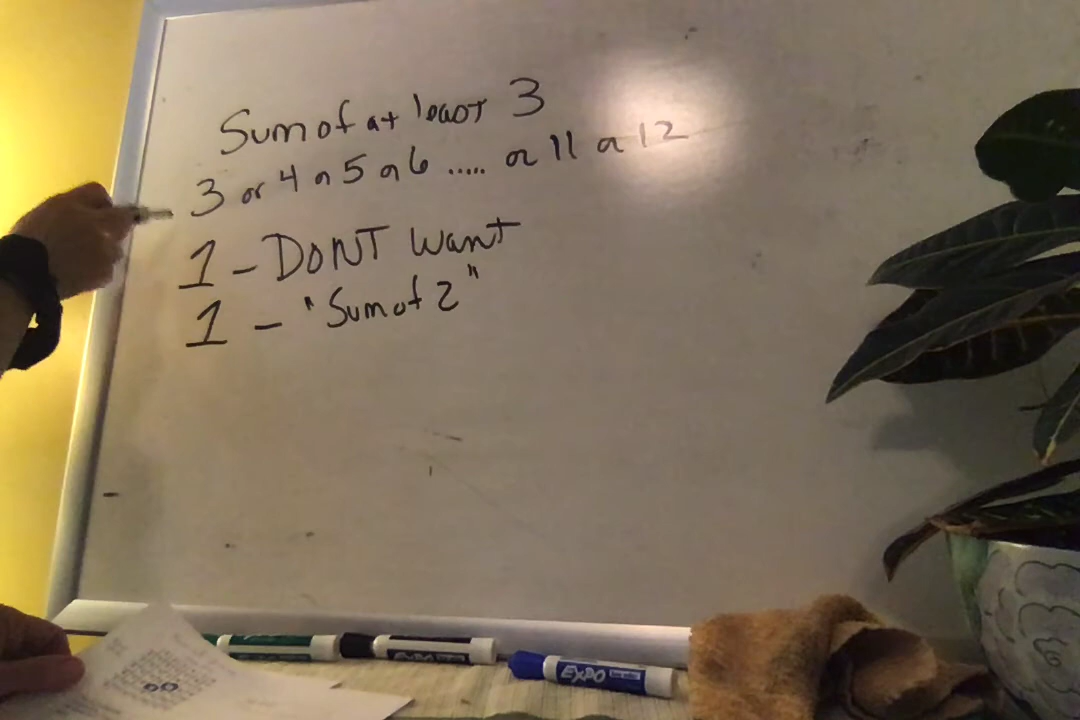 Sum of at least 3
3 or 4 or 5 or 6 ..... or 11 or 12
1 - DONT Want
1 - "Sum of 2"
EXPO